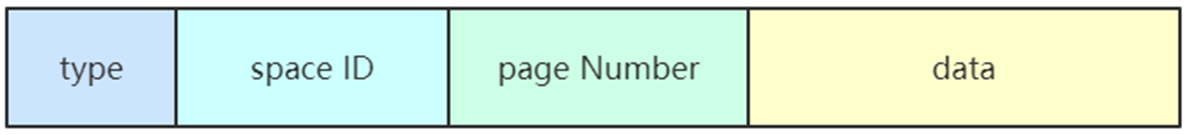 type space ID page Number data